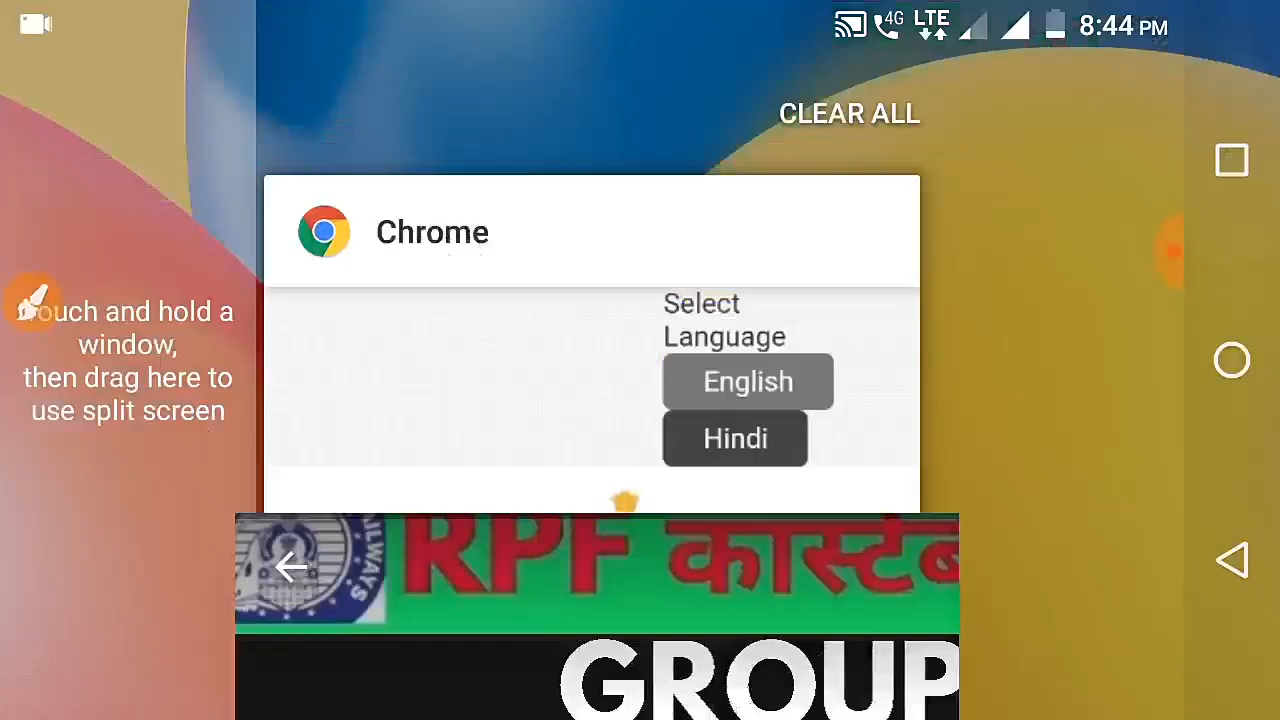 4G LTE 8:44 PM
CLEAR ALL
Chrome
Select
Language
English
Hindi
ouch and hold a
window,
then drag here to
use split screen
RPF कास्टेब
AILWAYS
GROUP